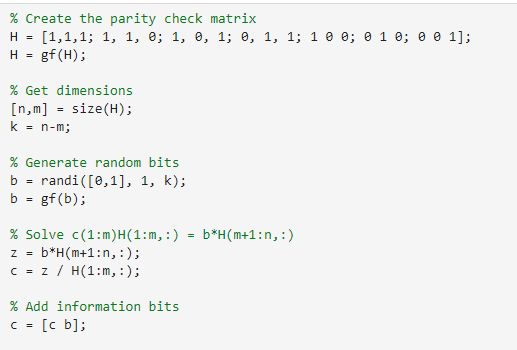 % Create the parity check matrix
H = [1,1,1; 1, 1, 0; 1, 0, 1; 0, 1, 1; 1 0 0; 0 1 0; 0 0 1];
H = gf(H);
% Get dimensions
[n,m] = size(H);
k = n-m;
% Generate random bits
b = randi([0,1], 1, k);
b = gf(b);
% Solve c(1:m)H(1:m,:) = b*H(m+1:n,:)
z = b*H(m+1:n,:);
c = z / H(1:m,:);
% Add information bits
c = [c b];